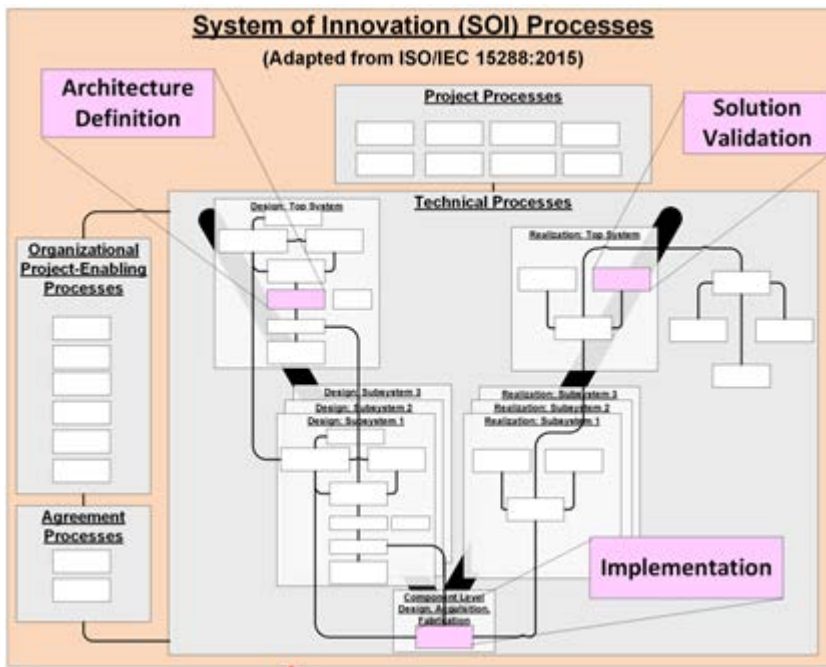 System of Innovation (SOI) Processes
(Adapted from ISO/IEC 15288:2015)
Architecture
Definition
Project Processes
Solution
Validation
Technical Processes
Design: Top System
Realization: Top System
Organizational
Project-Enabling
Processes
Design: Subsystem 3
Design: Subsystem 2
Design: Subsystem 1
Realization: Subsystem 3
Realization: Subsystem 2
Realization: Subsystem 1
Agreement
Processes
Component Level
Design, Acquisition,
Fabrication
Implementation